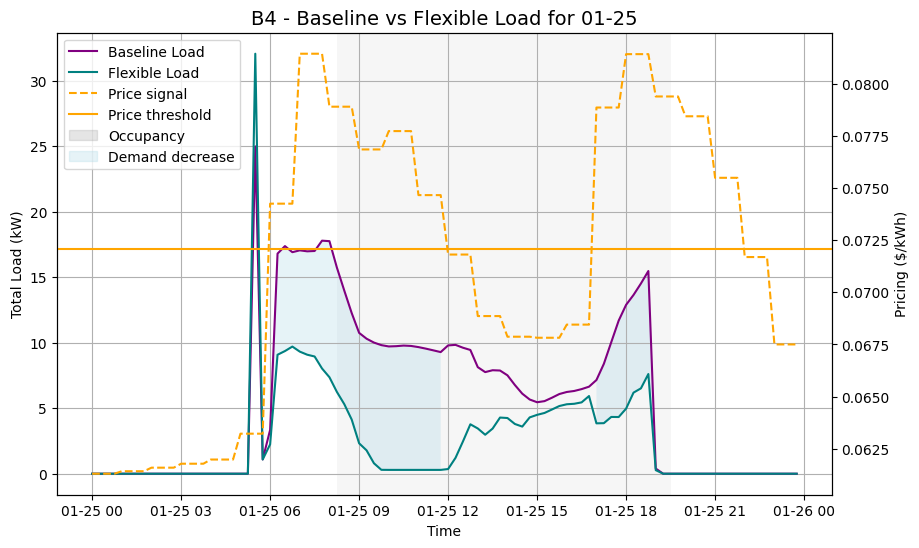 B4 - Baseline vs Flexible Load for 01-25
Baseline Load
Flexible Load
Price signal
Price threshold
Occupancy
Demand decrease
Total Load (kW)
30
25
20
15
10
5
0
0.0800
0.0775
0.0750
0.0725
0.0700
0.0675
0.0650
0.0625
Pricing ($/kWh)
01-25 00 01-25 03 01-25 06 01-25 09 01-25 12 01-25 15 01-25 18 01-25 21 01-26 00
Time